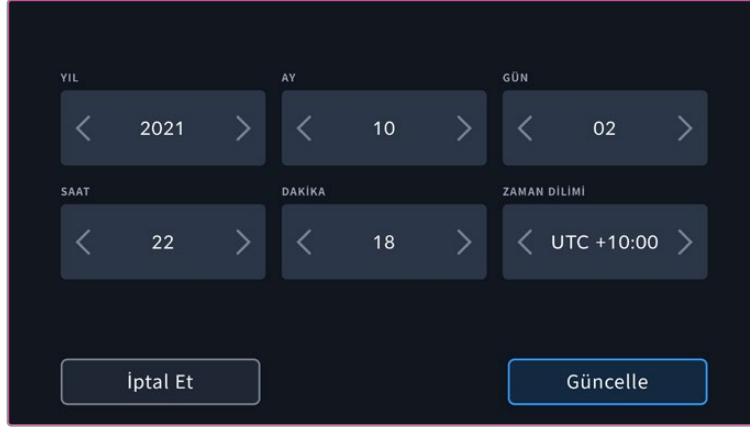 YIL AY GÜN
2021 10 02
SAAT DAKİKA ZAMAN DİLİMİ
22 18 UTC +10:00
İptal Et Güncelle